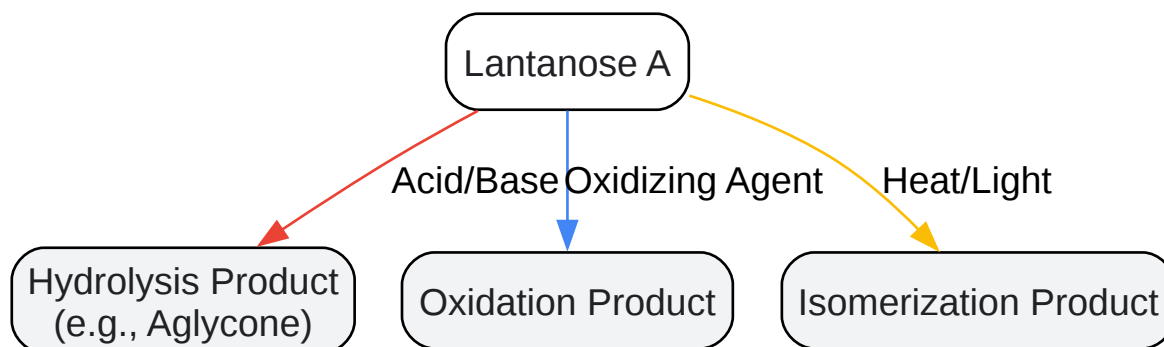 Lantanose A
Acid/Base
Oxidizing Agent
Heat/Light
Hydrolysis Product
(e.g., Aglycone)
Oxidation Product
Isomerization Product